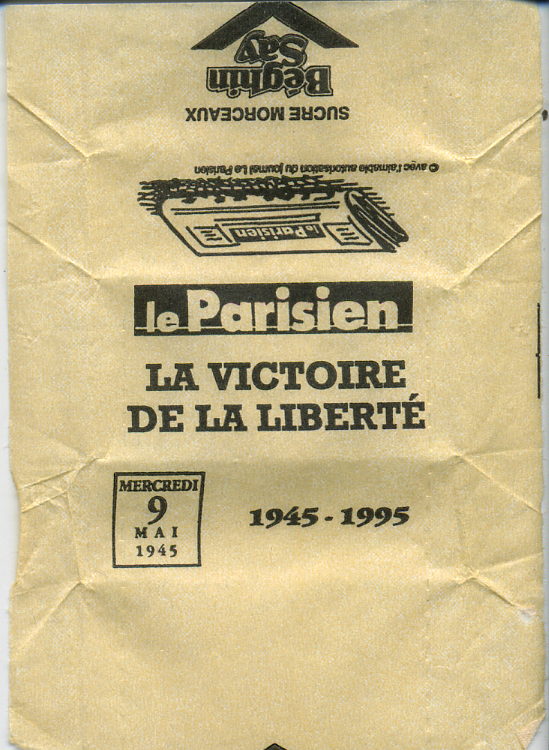 Béghin
Say
SUCRE MORCEAUX
© avec l'aimable autorisation du journal Le Parisien
le Parisien
le Parisien
LA VICTOIRE
DE LA LIBERTÉ
MERCREDI
9
MAI
1945
1945 - 1995